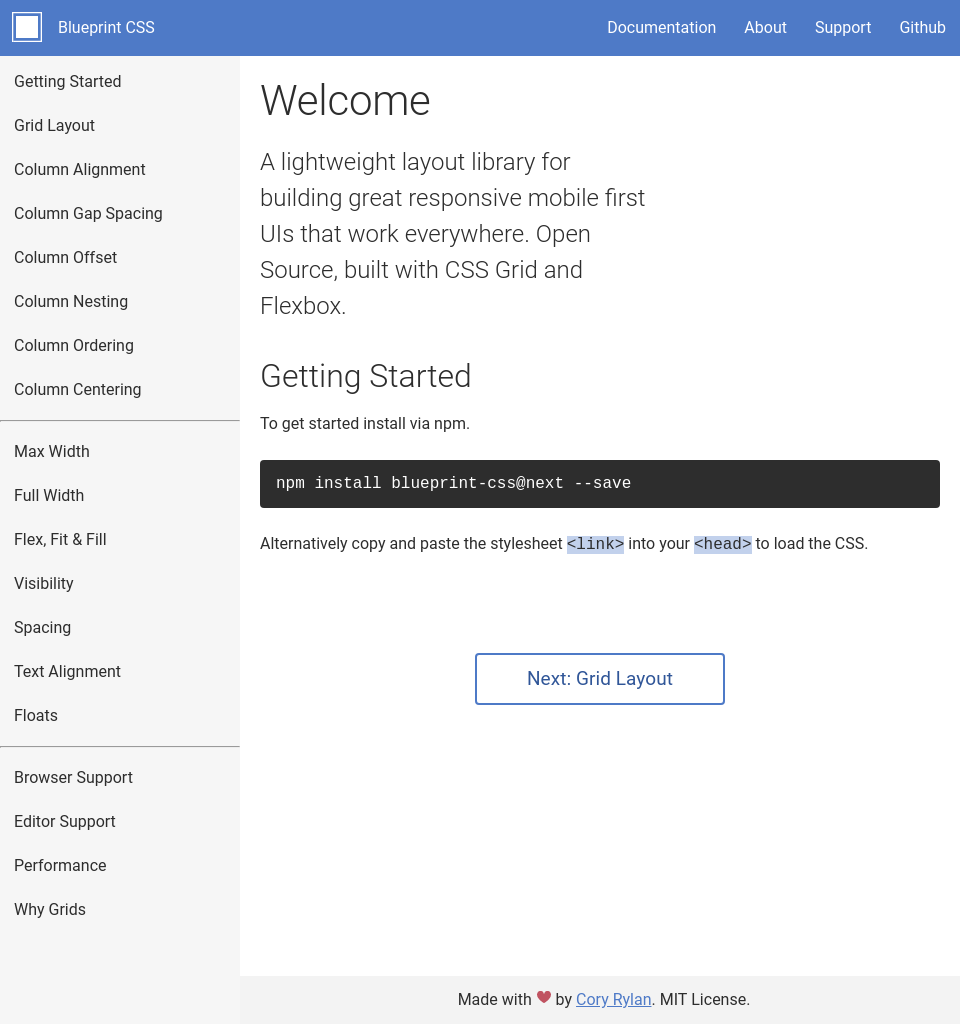 Blueprint CSS
Documentation
About
Support
Github
Getting Started
Grid Layout
Column Alignment
Column Gap Spacing
Column Offset
Column Nesting
Column Ordering
Column Centering
Max Width
Full Width
Flex, Fit & Fill
Visibility
Spacing
Text Alignment
Floats
Browser Support
Editor Support
Performance
Why Grids
Welcome
A lightweight layout library for
building great responsive mobile first
UIs that work everywhere. Open
Source, built with CSS Grid and
Flexbox.
Getting Started
To get started install via npm.
npm install blueprint-css@next --save
Alternatively copy and paste the stylesheet <link> into your <head> to load the CSS.
Next: Grid Layout
Made with ♥ by Cory Rylan. MIT License.